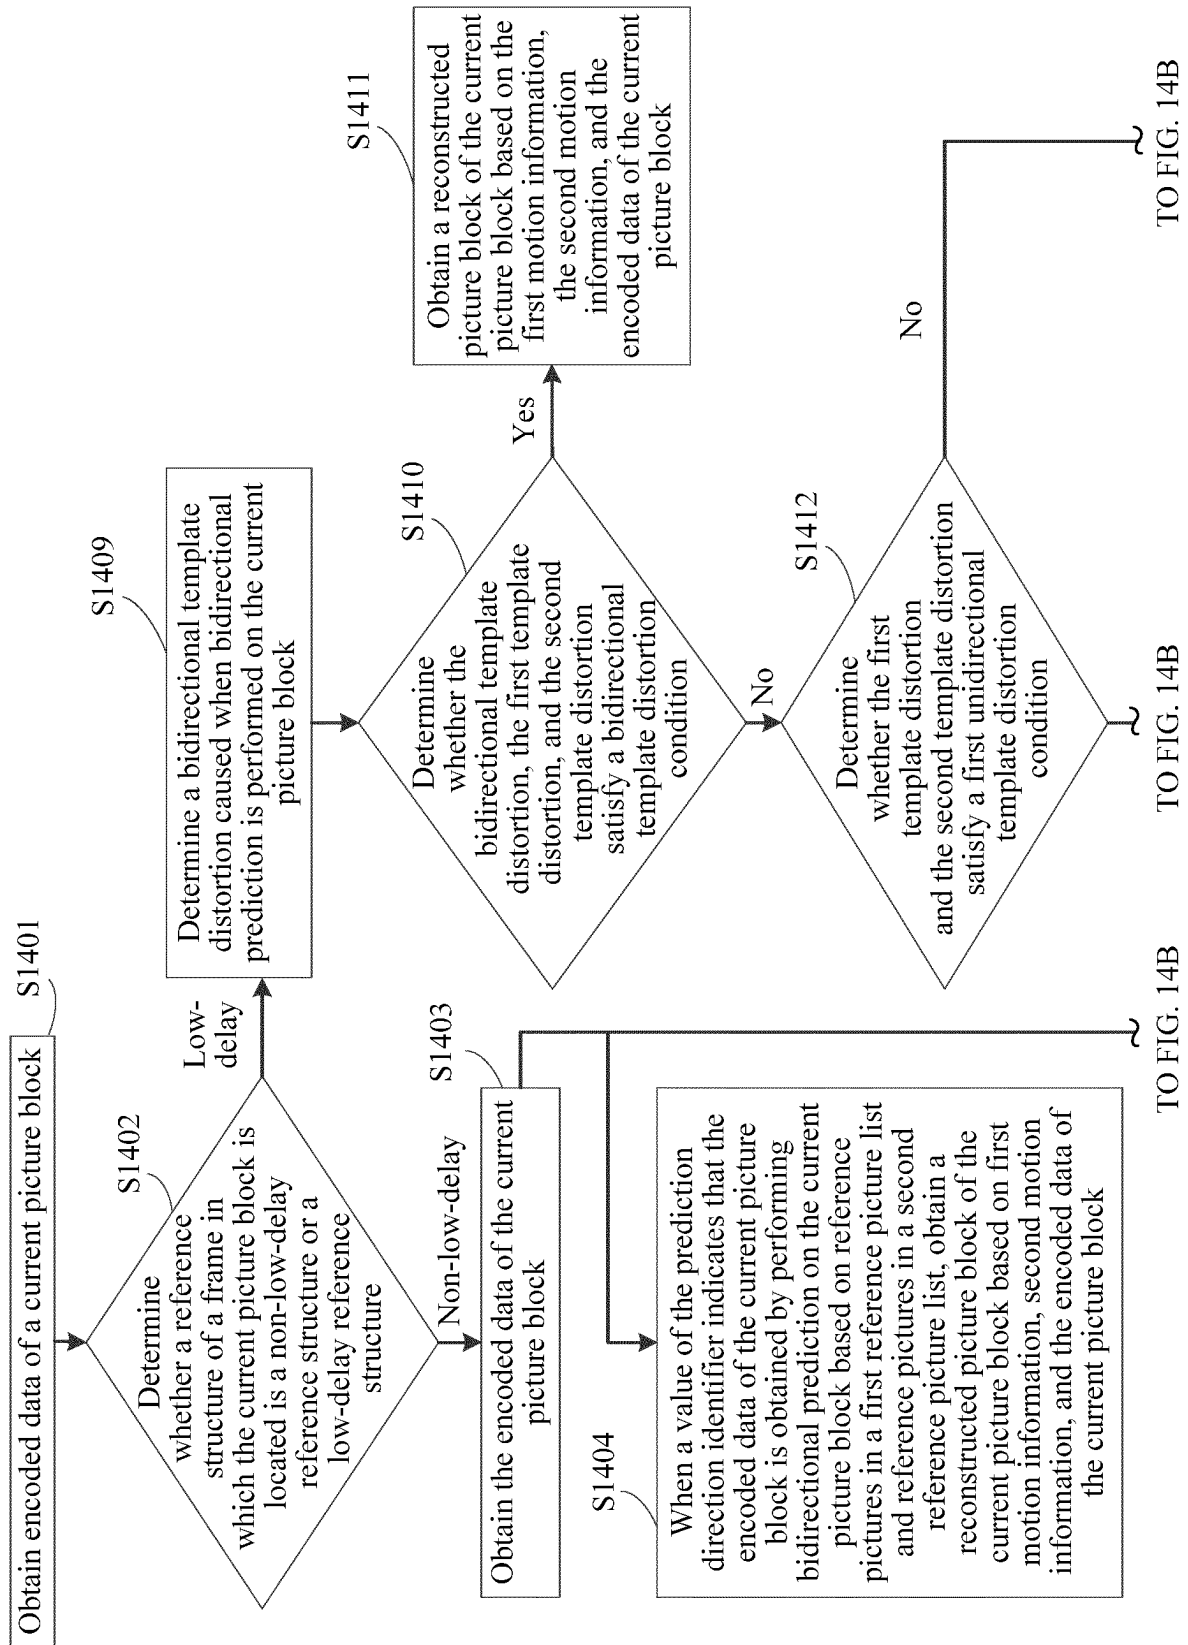 Obtain encoded data of a current picture block
S1401
Determine
whether a reference
structure of a frame in
which the current picture block is
located is a non-low-delay
reference structure or a
low-delay reference
structure
S1402
Low-
delay
Non-low-delay
Obtain the encoded data of the current
picture block
S1403
When a value of the prediction
direction identifier indicates that the
encoded data of the current picture
block is obtained by performing
bidirectional prediction on the current
picture block based on reference
pictures in a first reference picture list
and reference pictures in a second
reference picture list, obtain a
reconstructed picture block of the
current picture block based on first
motion information, second motion
information, and the encoded data of
the current picture block
S1404
TO FIG. 14B
Determine a bidirectional template
distortion caused when bidirectional
prediction is performed on the current
picture block
S1409
Determine
whether the
bidirectional template
distortion, the first template
distortion, and the second
template distortion
satisfy a bidirectional
template distortion
condition
S1410
Yes
No
Obtain a reconstructed
picture block of the current
picture block based on the
first motion information,
the second motion
information, and the
encoded data of the current
picture block
S1411
Determine
whether the first
template distortion
and the second template distortion
satisfy a first unidirectional
template distortion
condition
S1412
No
TO FIG. 14B
TO FIG. 14B